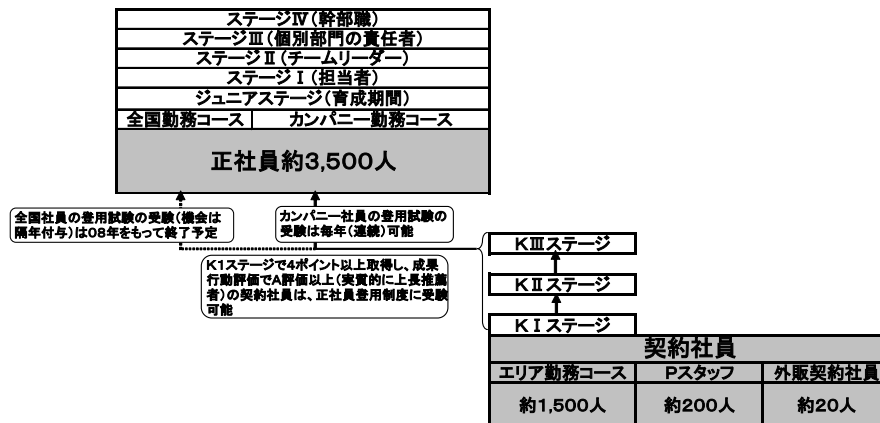 ステージⅣ(幹部職)
ステージⅢ(個別部門の責任者)
ステージⅡ(チームリーダー)
ステージⅠ(担当者)
ジュニアステージ(育成期間)
全国勤務コース カンパニー勤務コース
正社員約3,500人
全国社員の登用試験の受験(機会は
隔年付与)は08年をもって終了予定
カンパニー社員の登用試験の
受験は毎年(連続)可能
K1ステージで4ポイント以上取得し、成果
行動評価でA評価以上(実質的に上長推薦
者)の契約社員は、正社員登用制度に受験
可能
KⅢステージ
KⅡステージ
KⅠステージ
契約社員
エリア勤務コース Pスタッフ 外販契約社員
約1,500人 約200人 約20人